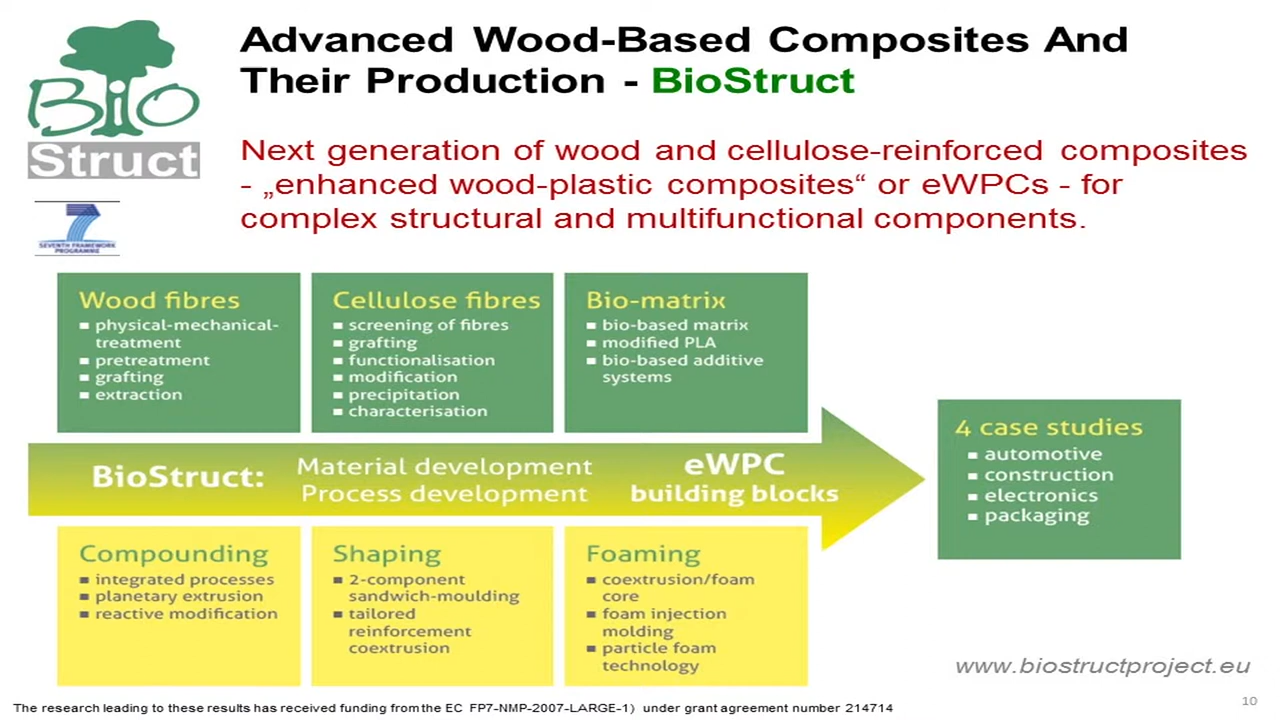 Bio
Struct
7
SEVENTH FRAMEWORK
PROGRAMME
Advanced Wood-Based Composites And
Their Production - BioStruct
Next generation of wood and cellulose-reinforced composites
- „enhanced wood-plastic composites“ or eWPCs - for
complex structural and multifunctional components.
Wood fibres
▪ physical-mechanical-
treatment
▪ pretreatment
▪ grafting
▪ extraction
Cellulose fibres
▪ screening of fibres
▪ grafting
▪ functionalisation
▪ modification
▪ precipitation
▪ characterisation
Bio-matrix
▪ bio-based matrix
▪ modified PLA
▪ bio-based additive
systems
BioStruct:
Material development
Process development
eWPC
building blocks
4 case studies
▪ automotive
▪ construction
▪ electronics
▪ packaging
Compounding
▪ integrated processes
▪ planetary extrusion
▪ reactive modification
Shaping
▪ 2-component
sandwich-moulding
▪ tailored
reinforcement
coextrusion
Foaming
▪ coextrusion/foam
core
▪ foam injection
molding
▪ particle foam
technology
www.biostructproject.eu
The research leading to these results has received funding from the EC FP7-NMP-2007-LARGE-1) under grant agreement number 214714
10